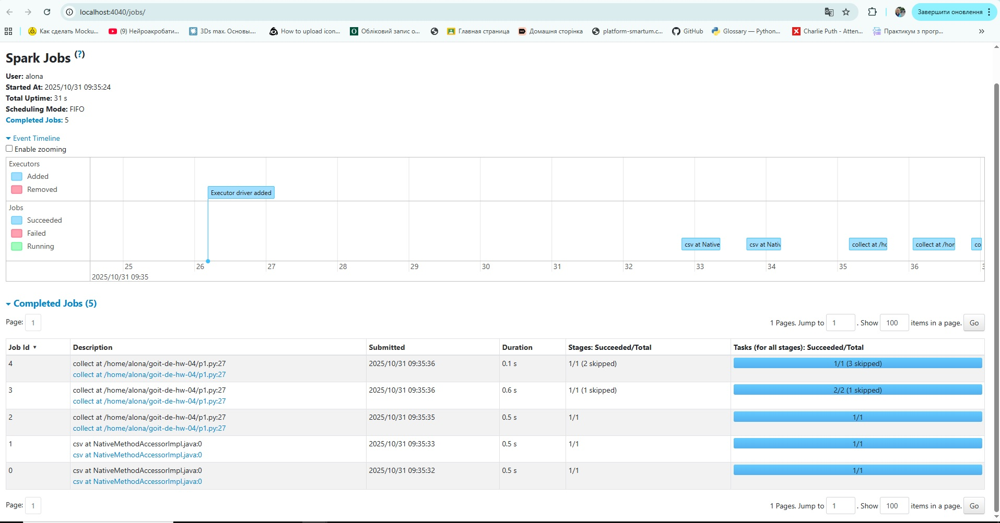 localhost:4040/jobs/
Завершити оновлення
Как сделать Mocku...
(9) Нейроакробати...
3Ds max. Основы....
How to upload icon...
Обліковий запис о...
Главная страница
Домашня сторінка
platform-smartum.c...
GitHub
Glossary — Python...
Charlie Puth - Atten...
Практикум з прогр...
Spark Jobs (?)
User: alona
Started At: 2025/10/31 09:35:24
Total Uptime: 31 s
Scheduling Mode: FIFO
Completed Jobs: 5
Event Timeline
Enable zooming
Executors
Added
Removed
Executor driver added
Jobs
Succeeded
Failed
Running
csv at Native
csv at Nativ
collect at /ho
collect at /hor
co
25 26 27 28 29 30 31 32 33 34 35 36 3
2025/10/31 09:35
Completed Jobs (5)
Page: 1
1 Pages. Jump to 1 . Show 100 items in a page. Go
Job Id ▾ Description Submitted Duration Stages: Succeeded/Total Tasks (for all stages): Succeeded/Total
4 collect at /home/alona/goit-de-hw-04/p1.py:27 2025/10/31 09:35:36 0.1 s 1/1 (2 skipped) 1/1 (3 skipped)
collect at /home/alona/goit-de-hw-04/p1.py:27
3 collect at /home/alona/goit-de-hw-04/p1.py:27 2025/10/31 09:35:36 0.6 s 1/1 (1 skipped) 2/2 (1 skipped)
collect at /home/alona/goit-de-hw-04/p1.py:27
2 collect at /home/alona/goit-de-hw-04/p1.py:27 2025/10/31 09:35:35 0.5 s 1/1 1/1
collect at /home/alona/goit-de-hw-04/p1.py:27
1 csv at NativeMethodAccessorImpl.java:0 2025/10/31 09:35:33 0.5 s 1/1 1/1
csv at NativeMethodAccessorImpl.java:0
0 csv at NativeMethodAccessorImpl.java:0 2025/10/31 09:35:32 0.5 s 1/1 1/1
csv at NativeMethodAccessorImpl.java:0
Page: 1
1 Pages. Jump to 1 . Show 100 items in a page. Go